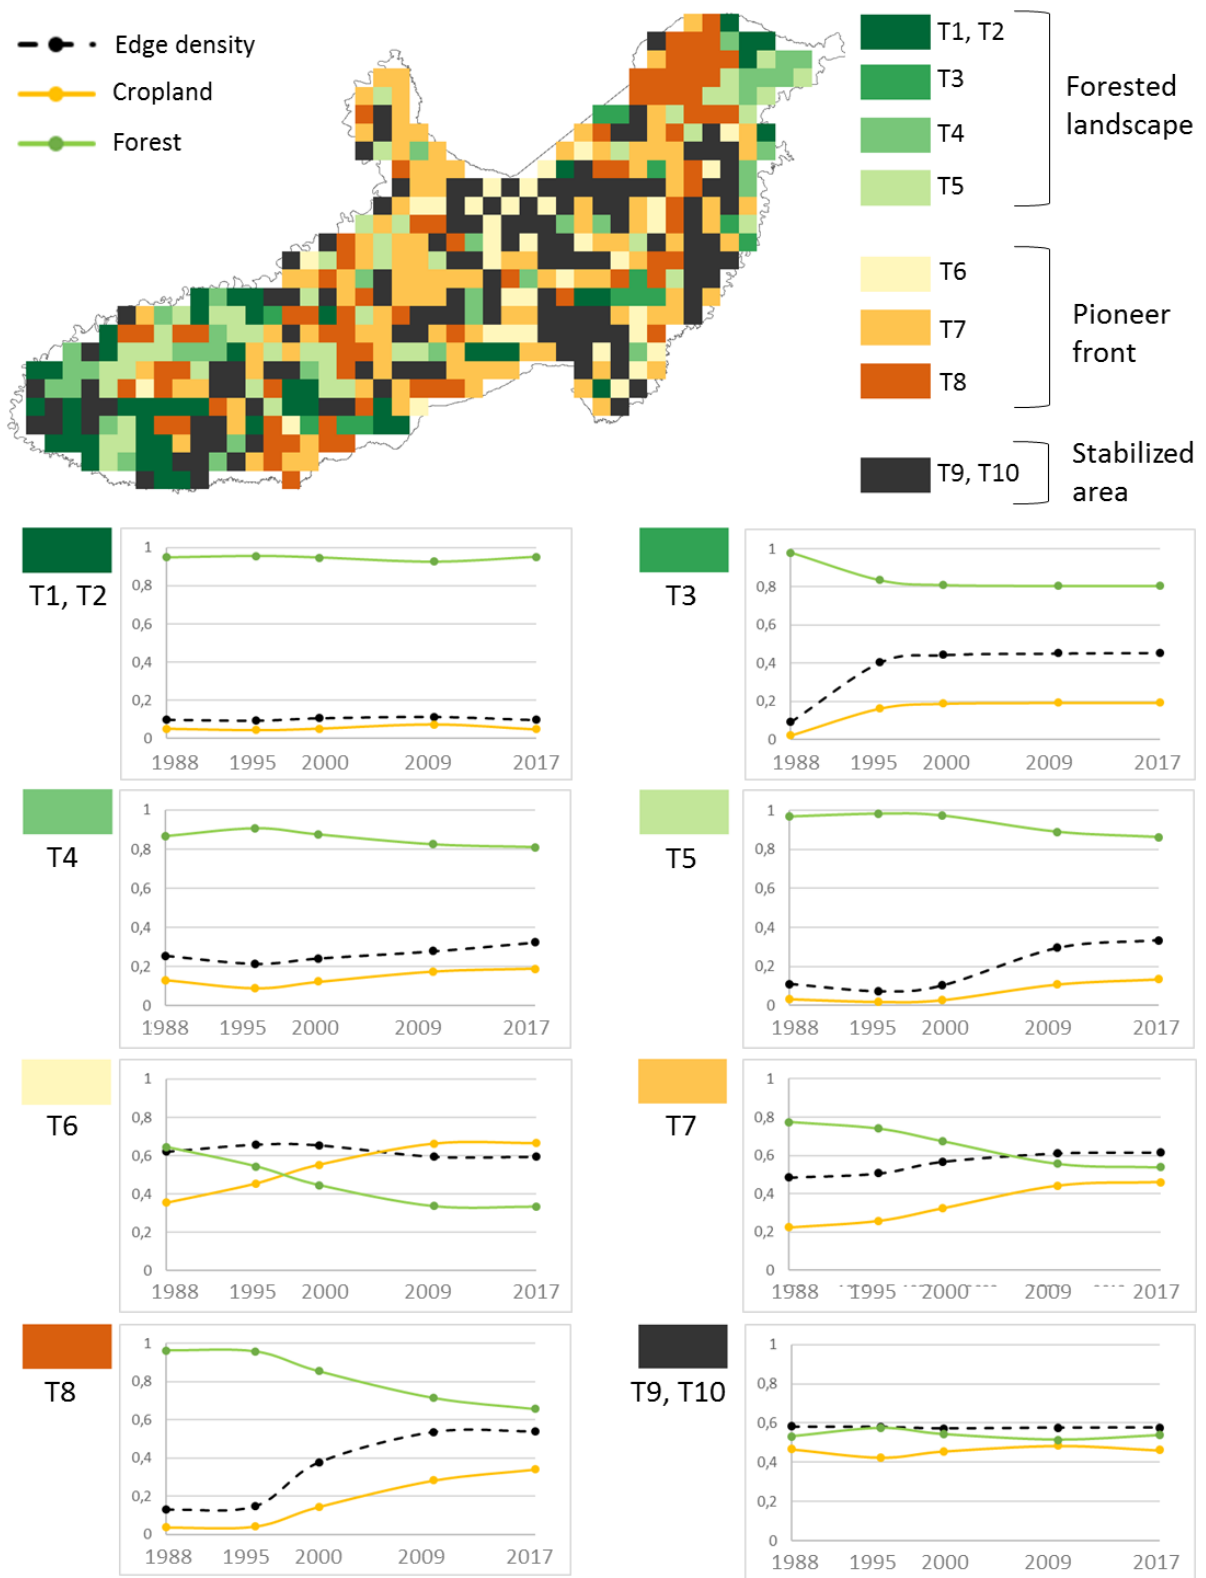 Edge density
Cropland
Forest
T1, T2
T3
T4
T5
Forested
landscape
T6
T7
T8
Pioneer
front
T9, T10
Stabilized
area
T1, T2
1
0,8
0,6
0,4
0,2
0
1988 1995 2000 2009 2017
T3
1
0,8
0,6
0,4
0,2
0
1988 1995 2000 2009 2017
T4
1
0,8
0,6
0,4
0,2
0
1988 1995 2000 2009 2017
T5
1
0,8
0,6
0,4
0,2
0
1988 1995 2000 2009 2017
T6
1
0,8
0,6
0,4
0,2
0
1988 1995 2000 2009 2017
T7
1
0,8
0,6
0,4
0,2
0
1988 1995 2000 2009 2017
T8
1
0,8
0,6
0,4
0,2
0
1988 1995 2000 2009 2017
T9, T10
1
0,8
0,6
0,4
0,2
0
1988 1995 2000 2009 2017